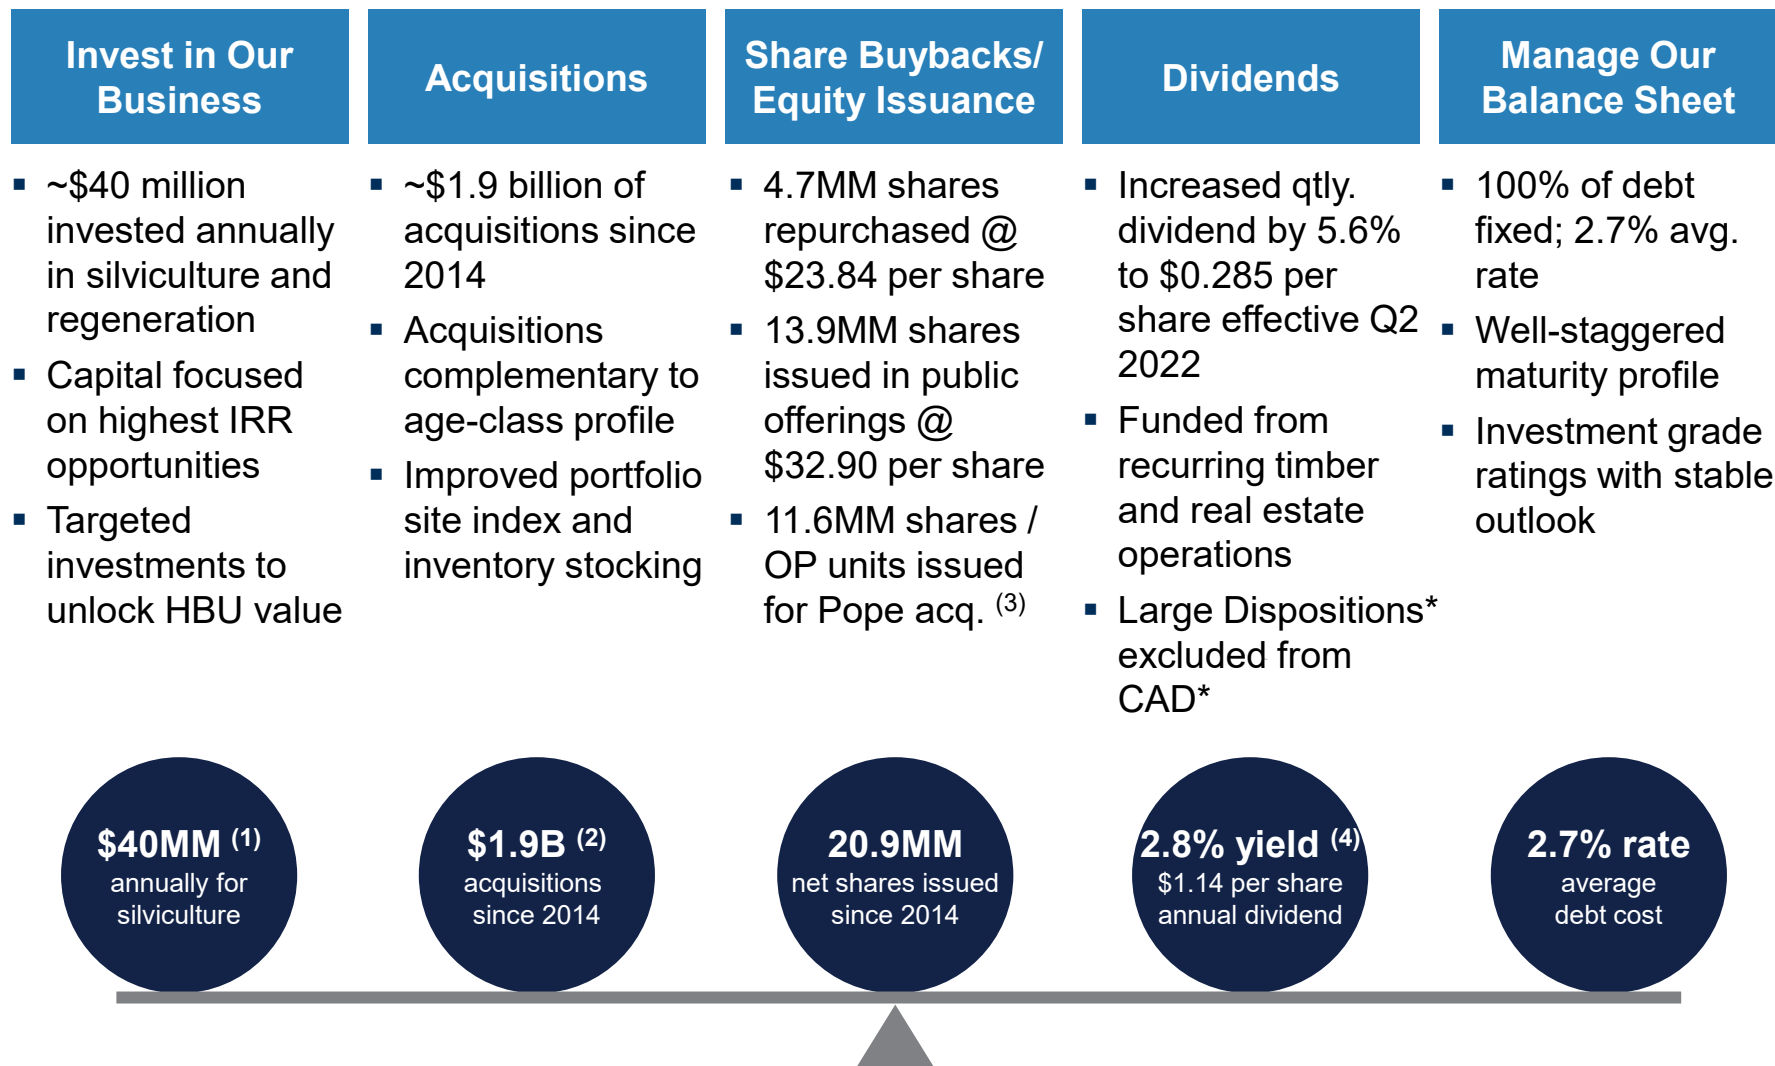 Invest in Our
Business
■ ~$40 million
invested annually
in silviculture and
regeneration
■ Capital focused
on highest IRR
opportunities
■ Targeted
investments to
unlock HBU value
Acquisitions
■ ~$1.9 billion of
acquisitions since
2014
■ Acquisitions
complementary to
age-class profile
■ Improved portfolio
site index and
inventory stocking
Share Buybacks/
Equity Issuance
■ 4.7MM shares
repurchased @
$23.84 per share
■ 13.9MM shares
issued in public
offerings @
$32.90 per share
■ 11.6MM shares /
OP units issued
for Pope acq. (3)
Dividends
■ Increased qtly.
dividend by 5.6%
to $0.285 per
share effective Q2
2022
■ Funded from
recurring timber
and real estate
operations
■ Large Dispositions*
excluded from
CAD*
Manage Our
Balance Sheet
■ 100% of debt
fixed; 2.7% avg.
rate
■ Well-staggered
maturity profile
■ Investment grade
ratings with stable
outlook
$40MM (1)
annually for
silviculture
$1.9B (2)
acquisitions
since 2014
20.9MM
net shares issued
since 2014
2.8% yield (4)
$1.14 per share
annual dividend
2.7% rate
average
debt cost